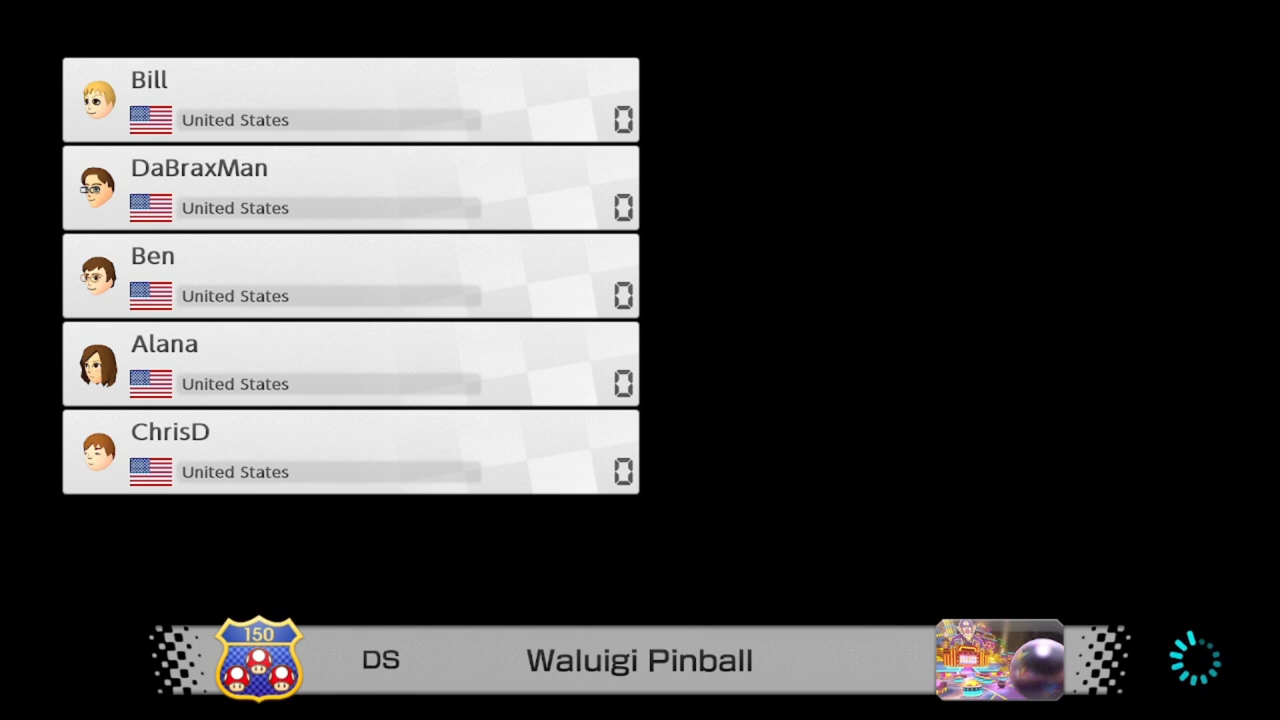 Bill
United States
0
DaBraxMan
United States
0
Ben
United States
0
Alana
United States
0
ChrisD
United States
0
150
DS Waluigi Pinball